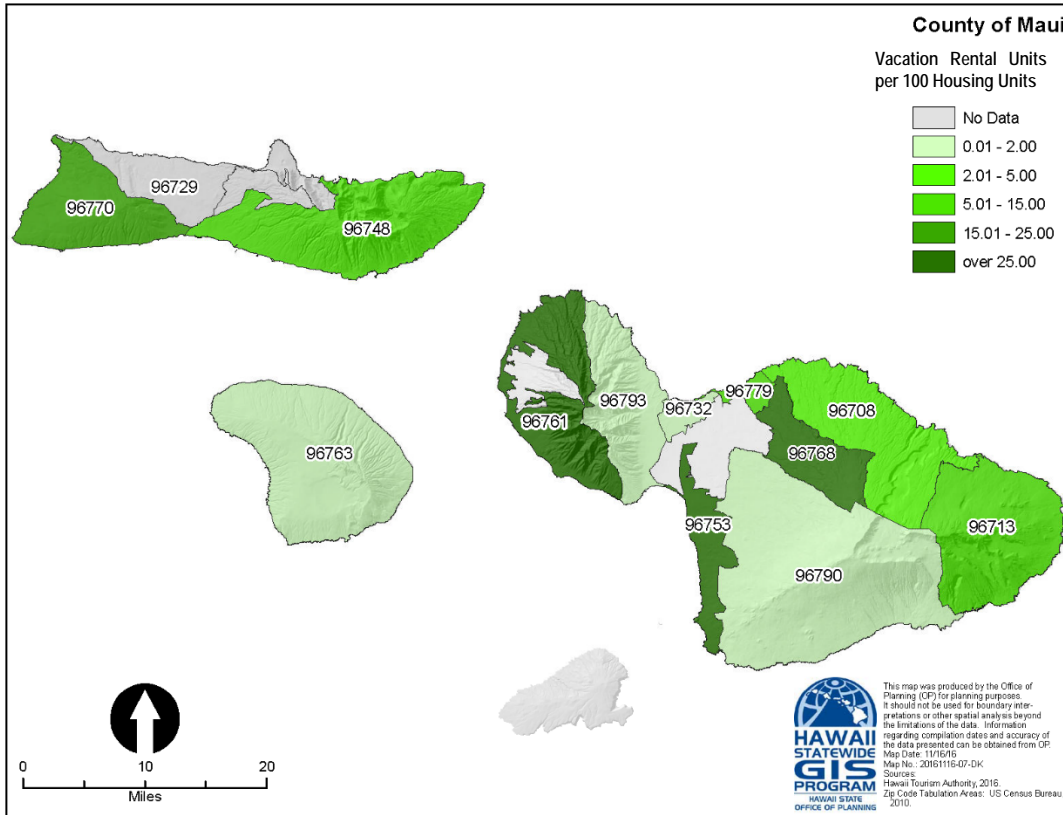 County of Maui
Vacation Rental Units
per 100 Housing Units
No Data
0.01 - 2.00
2.01 - 5.00
5.01 - 15.00
15.01 - 25.00
over 25.00
96729
96770
96748
96779
96793
96732
96708
96761
96768
96763
96753
96713
96790
0
10
20
Miles
HAWAII
STATEWIDE
GIS
PROGRAM
HAWAII STATE
OFFICE OF PLANNING
This map was produced by the Office of
Planning (OP) for planning purposes.
It should not be used for boundary inter-
pretations or other spatial analysis beyond
the limitations of the data. Information
regarding compilation dates and accuracy of
the data presented can be obtained from OP.
Map Date: 11/16/16
Map No.: 20161116-07-DK
Sources:
Hawaii Tourism Authority, 2016.
Zip Code Tabulation Areas: US Census Bureau
2010.